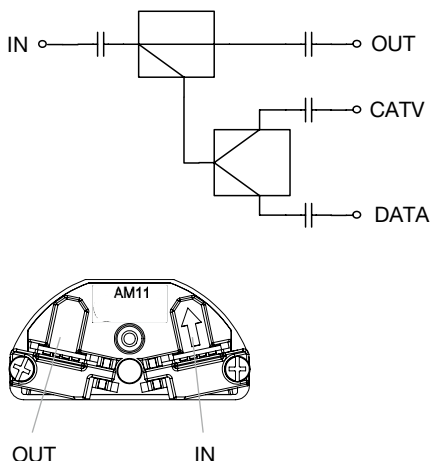 IN
OUT
CATV
DATA
AM11
OUT
IN